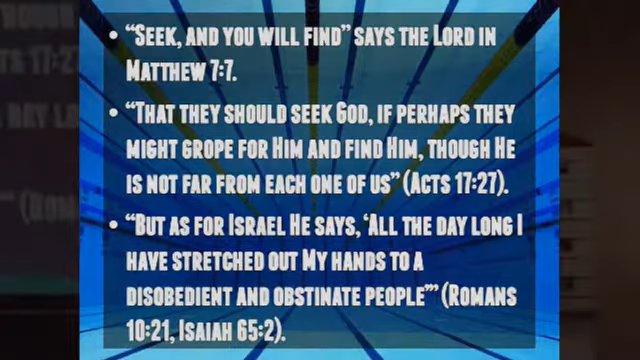 • “Seek, and you will find” says the Lord in
Matthew 7:7.
• “That they should seek God, if perhaps they
might grope for Him and find Him, though He
is not far from each one of us” (Acts 17:27).
• “But as for Israel He says, ‘All the day long I
have stretched out My hands to a
disobedient and obstinate people’” (Romans
10:21, Isaiah 65:2).